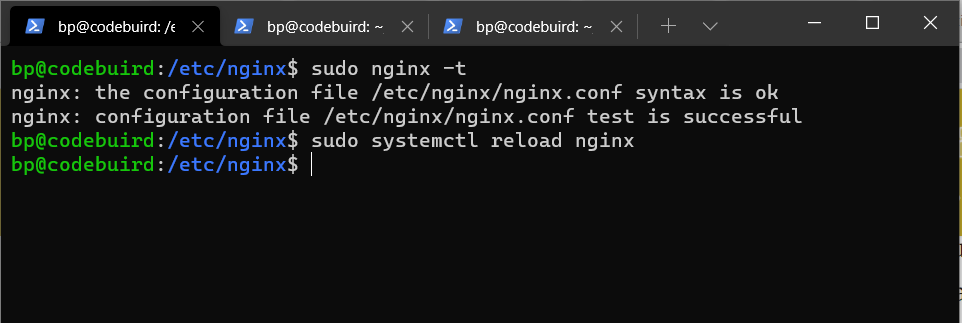 bp@codebuird: /e
bp@codebuird: ~
bp@codebuird: ~
bp@codebuird:/etc/nginx$ sudo nginx -t
nginx: the configuration file /etc/nginx/nginx.conf syntax is ok
nginx: configuration file /etc/nginx/nginx.conf test is successful
bp@codebuird:/etc/nginx$ sudo systemctl reload nginx
bp@codebuird:/etc/nginx$